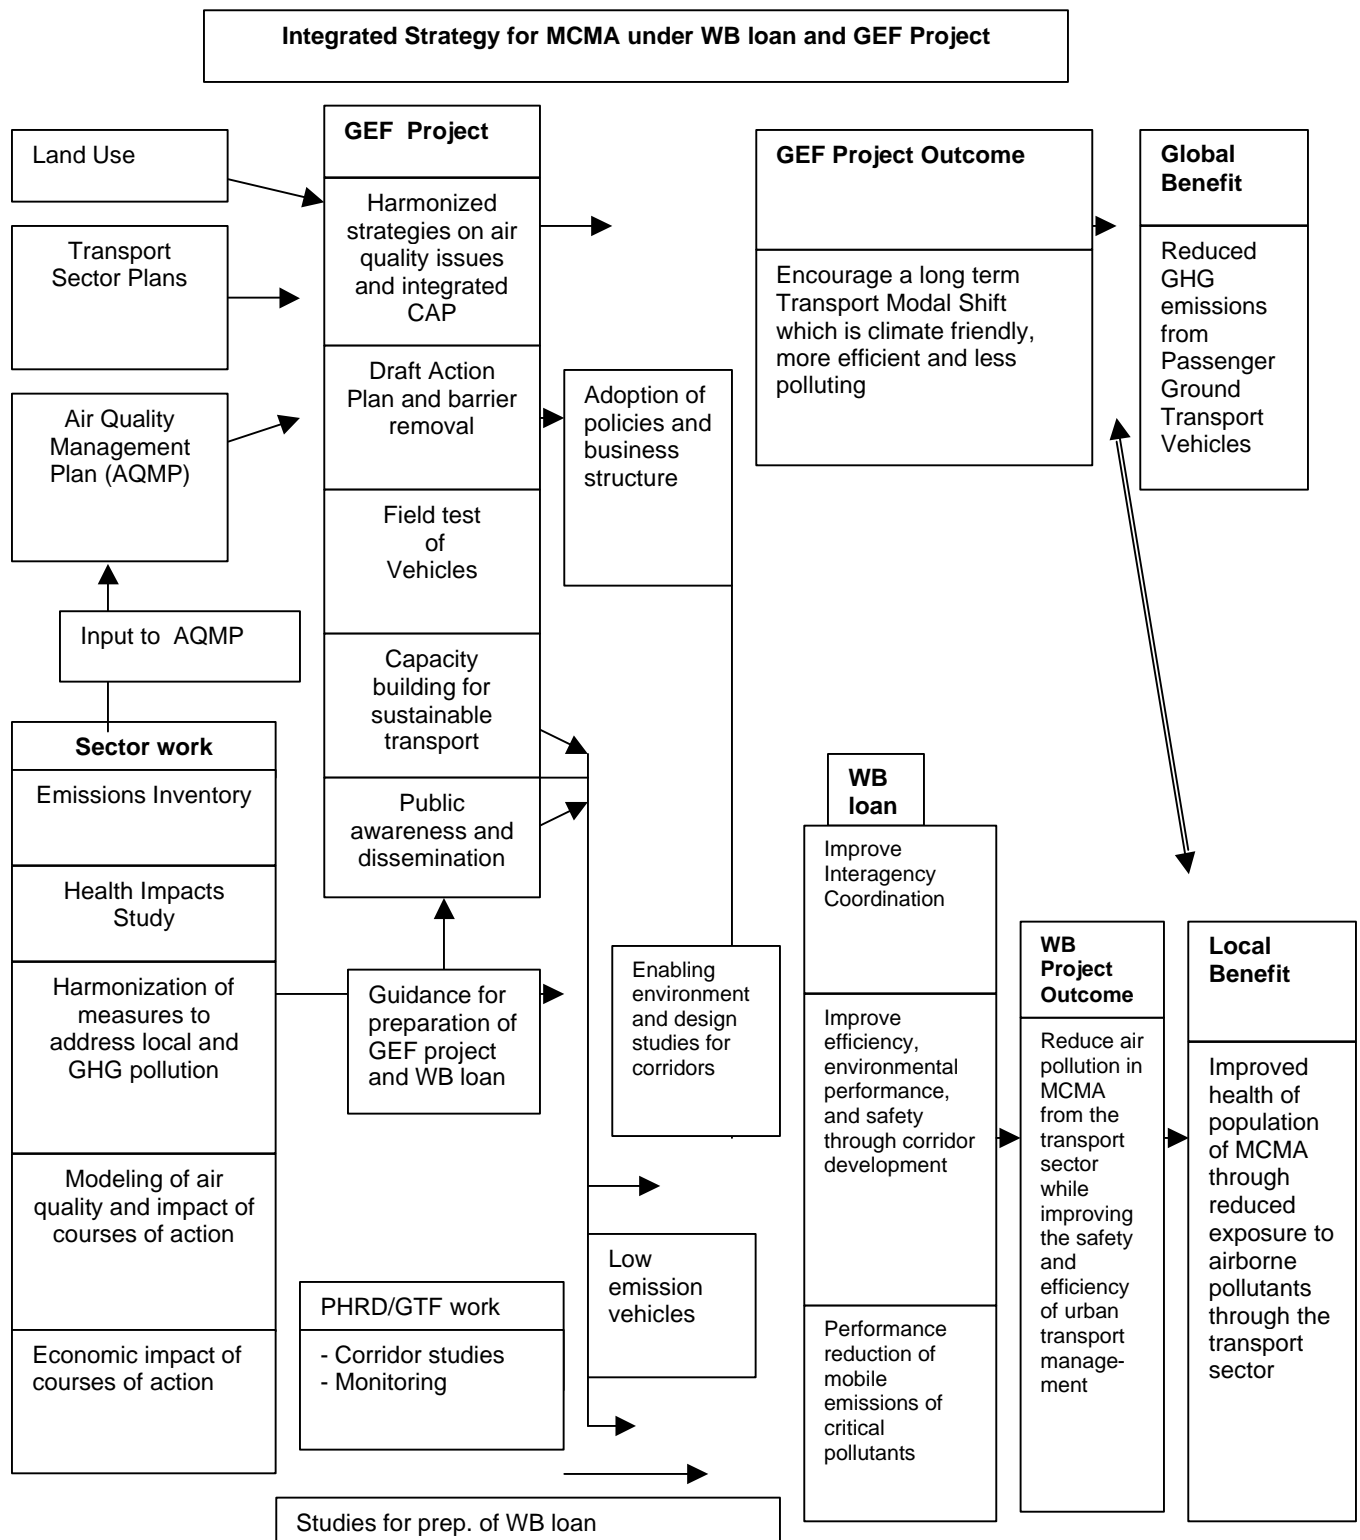 Integrated Strategy for MCMA under WB loan and GEF Project
Land Use
Transport
Sector Plans
Air Quality
Management
Plan (AQMP)
Input to AQMP
Sector work
Emissions Inventory
Health Impacts
Study
Harmonization of
measures to
address local and
GHG pollution
Modeling of air
quality and impact of
courses of action
Economic impact of
courses of action
GEF Project
Harmonized
strategies on air
quality issues
and integrated
CAP
Draft Action
Plan and barrier
removal
Field test
of
Vehicles
Capacity
building for
sustainable
transport
Public
awareness and
dissemination
Guidance for
preparation of
GEF project
and WB loan
PHRD/GTF work
- Corridor studies
- Monitoring
Studies for prep. of WB loan
Adoption of
policies and
business
structure
Enabling
environment
and design
studies for
corridors
Low
emission
vehicles
GEF Project Outcome
Encourage a long term
Transport Modal Shift
which is climate friendly,
more efficient and less
polluting
Global
Benefit
Reduced
GHG
emissions
from
Passenger
Ground
Transport
Vehicles
WB
loan
Improve
Interagency
Coordination
Improve
efficiency,
environmental
performance,
and safety
through corridor
development
Performance
reduction of
mobile
emissions of
critical
pollutants
WB
Project
Outcome
Reduce air
pollution in
MCMA
from the
transport
sector
while
improving
the safety
and
efficiency
of urban
transport
manage-
ment
Local
Benefit
Improved
health of
population
of MCMA
through
reduced
exposure to
airborne
pollutants
through the
transport
sector